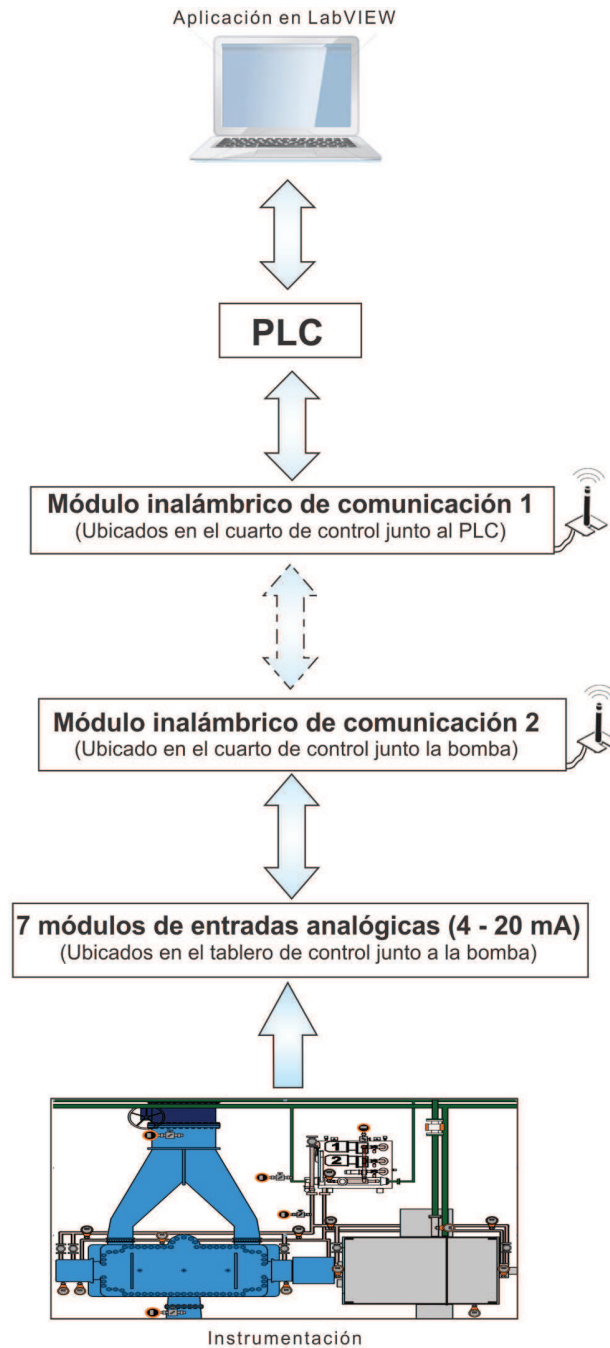 Aplicación en LabVIEW
PLC
Módulo inalámbrico de comunicación 1
(Ubicados en el cuarto de control junto al PLC)
Módulo inalámbrico de comunicación 2
(Ubicado en el cuarto de control junto la bomba)
7 módulos de entradas analógicas (4 - 20 mA)
(Ubicados en el tablero de control junto a la bomba)
1
2
Instrumentación